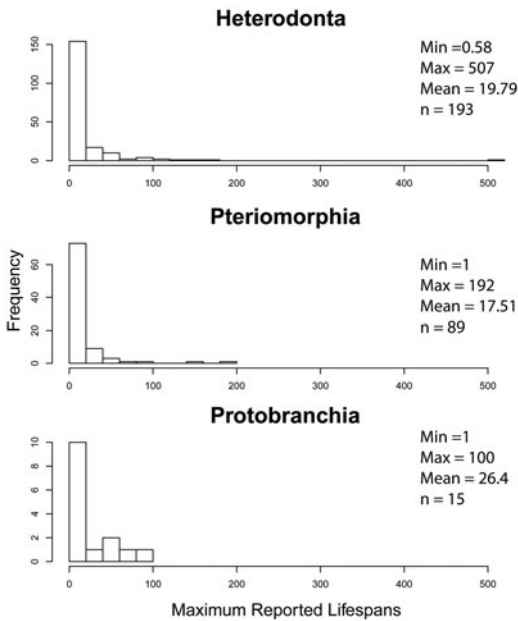 Heterodonta
Min =0.58
Max = 507
Mean = 19.79
n = 193
150
100
50
0
0 100 200 300 400 500
Pteriomorphia
Min =1
Max = 192
Mean = 17.51
n = 89
Frequency
60
40
20
0
0 100 200 300 400 500
Protobranchia
Min =1
Max = 100
Mean = 26.4
n = 15
10
8
6
4
2
0
0 100 200 300 400 500
Maximum Reported Lifespans